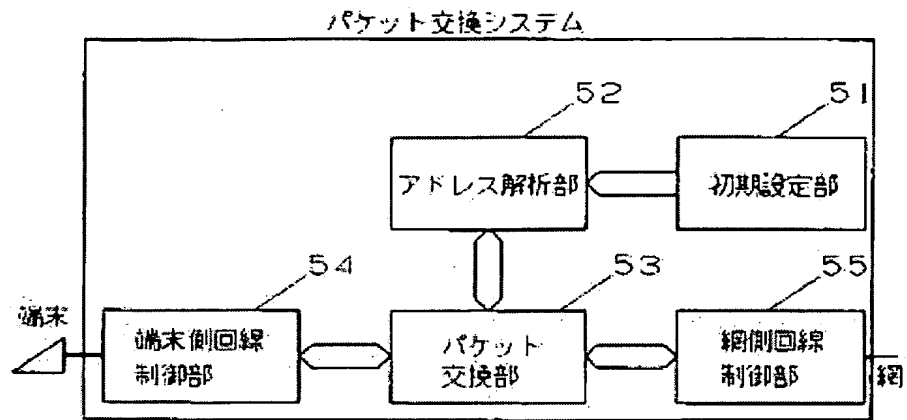 パケット交換システム
52
51
アドレス解析部
初期設定部
54
53
55
端末
端末側回線
制御部
パケット
交換部
網側回線
制御部
網